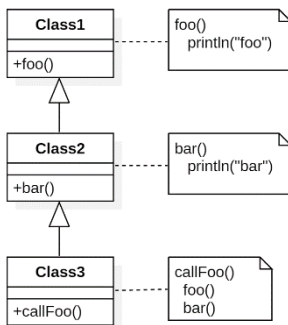 Class1
+foo()
foo()
println("foo")
Class2
+bar()
bar()
println("bar")
Class3
+callFoo()
callFoo()
foo()
bar()